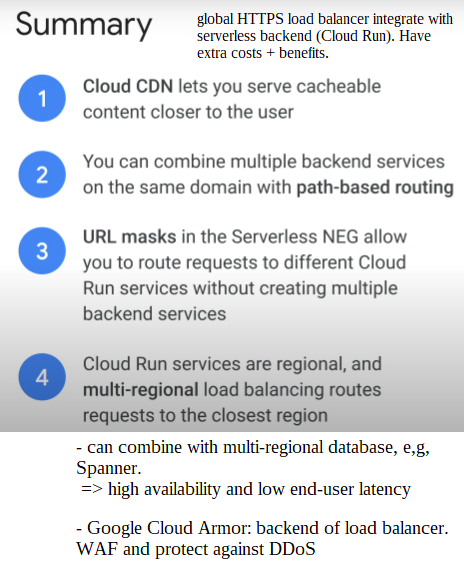 Summary
global HTTPS load balancer integrate with
serverless backend (Cloud Run). Have
extra costs + benefits.
1
Cloud CDN lets you serve cacheable
content closer to the user
2
You can combine multiple backend services
on the same domain with path-based routing
3
URL masks in the Serverless NEG allow
you to route requests to different Cloud
Run services without creating multiple
backend services
4
Cloud Run services are regional, and
multi-regional load balancing routes
requests to the closest region
- can combine with multi-regional database, e,g,
Spanner.
=> high availability and low end-user latency
- Google Cloud Armor: backend of load balancer.
WAF and protect against DDoS